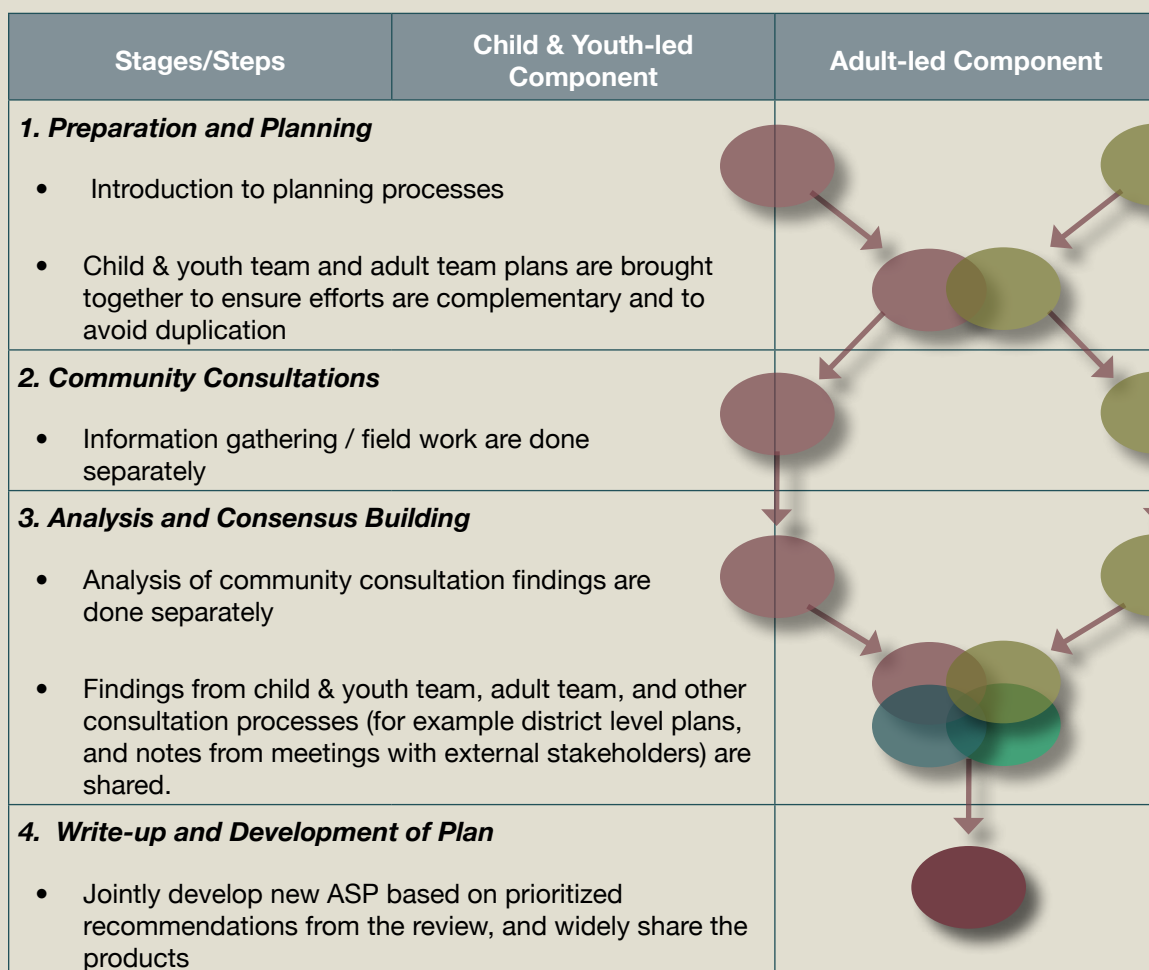 Stages/Steps
Child & Youth-led
Component
Adult-led Component
1. Preparation and Planning
• Introduction to planning processes
• Child & youth team and adult team plans are brought
together to ensure efforts are complementary and to
avoid duplication
2. Community Consultations
• Information gathering / field work are done
separately
3. Analysis and Consensus Building
• Analysis of community consultation findings are
done separately
• Findings from child & youth team, adult team, and other
consultation processes (for example district level plans,
and notes from meetings with external stakeholders) are
shared.
4. Write-up and Development of Plan
• Jointly develop new ASP based on prioritized
recommendations from the review, and widely share the
products